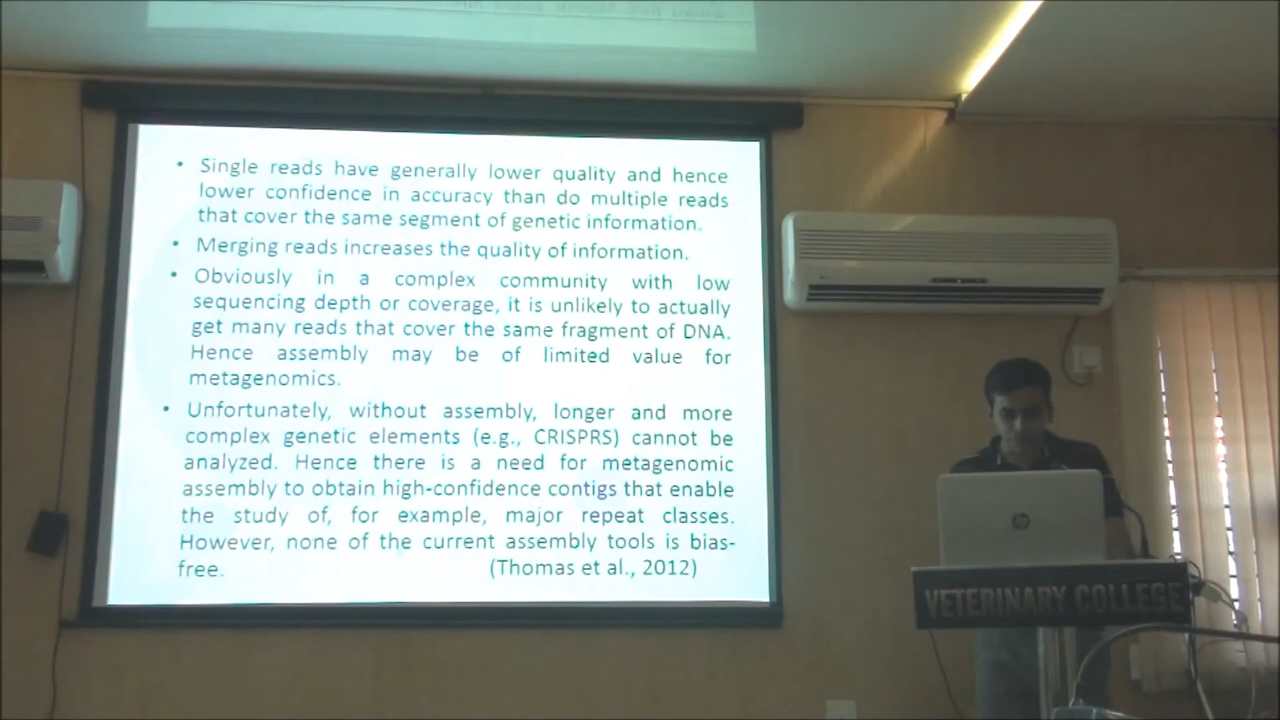 • Single reads have generally lower quality and hence
lower confidence in accuracy than do multiple reads
that cover the same segment of genetic information.
• Merging reads increases the quality of information.
• Obviously in a complex community with low
sequencing depth or coverage, it is unlikely to actually
get many reads that cover the same fragment of DNA.
Hence assembly may be of limited value for
metagenomics.
• Unfortunately, without assembly, longer and more
complex genetic elements (e.g., CRISPRS) cannot be
analyzed. Hence there is a need for metagenomic
assembly to obtain high-confidence contigs that enable
the study of, for example, major repeat classes.
However, none of the current assembly tools is bias-
free. (Thomas et al., 2012)
hp
VETERINARY COLLEGE